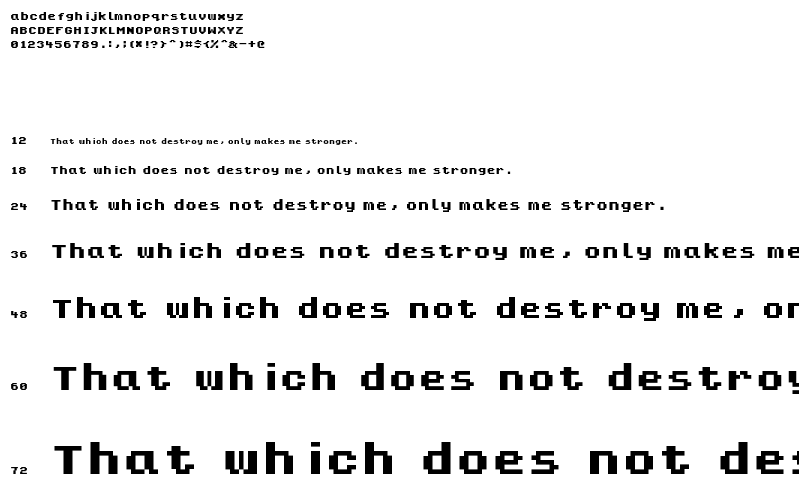 abcdefghijklmnopqrstuvwxyz
ABCDEFGHIJKLMNOPQRSTUVWXYZ
0123456789.:,;(*!?}^)#${%^&-+@
12 That which does not destroy me, only makes me stronger.
18 That which does not destroy me, only makes me stronger.
24 That which does not destroy me, only makes me stronger.
36 That which does not destroy me, only makes me
48 That which does not destroy me, or
60 That which does not destroy
72 That which does not des